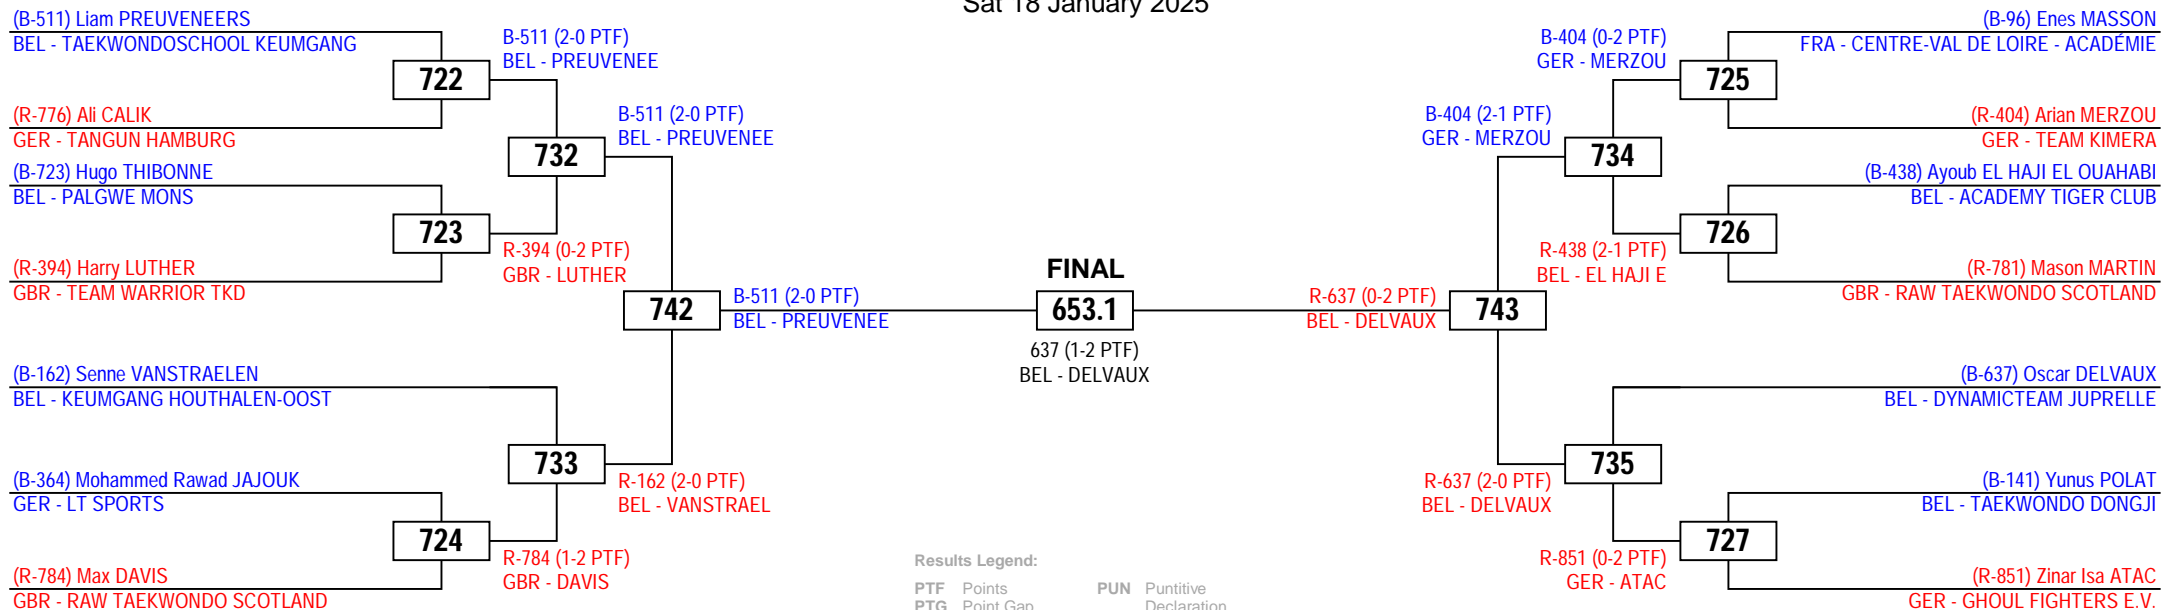 Sat 18 January 2025
(B-511) Liam PREUVENEERS
BEL - TAEKWONDOSCHOOL KEUMGANG
722
(R-776) Ali CALIK
GER - TANGUN HAMBURG
(B-723) Hugo THIBONNE
BEL - PALGWE MONS
723
(R-394) Harry LUTHER
GBR - TEAM WARRIOR TKD
(B-162) Senne VANSTRAELEN
BEL - KEUMGANG HOUTHALEN-OOST
(B-364) Mohammed Rawad JAJOUK
GER - LT SPORTS
724
(R-784) Max DAVIS
GBR - RAW TAEKWONDO SCOTLAND
B-511 (2-0 PTF)
BEL - PREUVENEE
732
R-394 (0-2 PTF)
GBR - LUTHER
733
R-784 (1-2 PTF)
GBR - DAVIS
B-511 (2-0 PTF)
BEL - PREUVENEE
742
R-162 (2-0 PTF)
BEL - VANSTRAEL
B-511 (2-0 PTF)
BEL - PREUVENEE
FINAL
653.1
637 (1-2 PTF)
BEL - DELVAUX
R-637 (0-2 PTF)
BEL - DELVAUX
743
B-404 (2-1 PTF)
GER - MERZOU
R-637 (2-0 PTF)
BEL - DELVAUX
B-404 (0-2 PTF)
GER - MERZOU
734
R-438 (2-1 PTF)
BEL - EL HAJI E
735
R-851 (0-2 PTF)
GER - ATAC
(B-96) Enes MASSON
FRA - CENTRE-VAL DE LOIRE - ACADÉMIE
725
(R-404) Arian MERZOU
GER - TEAM KIMERA
(B-438) Ayoub EL HAJI EL OUAHABI
BEL - ACADEMY TIGER CLUB
726
(R-781) Mason MARTIN
GBR - RAW TAEKWONDO SCOTLAND
(B-637) Oscar DELVAUX
BEL - DYNAMICTEAM JUPRELLE
(B-141) Yunus POLAT
BEL - TAEKWONDO DONGJI
727
(R-851) Zinar Isa ATAC
GER - GHOUL FIGHTERS E.V.
Results Legend:
PTF Points PUN Puntitive
PTG Point Gap Declaration